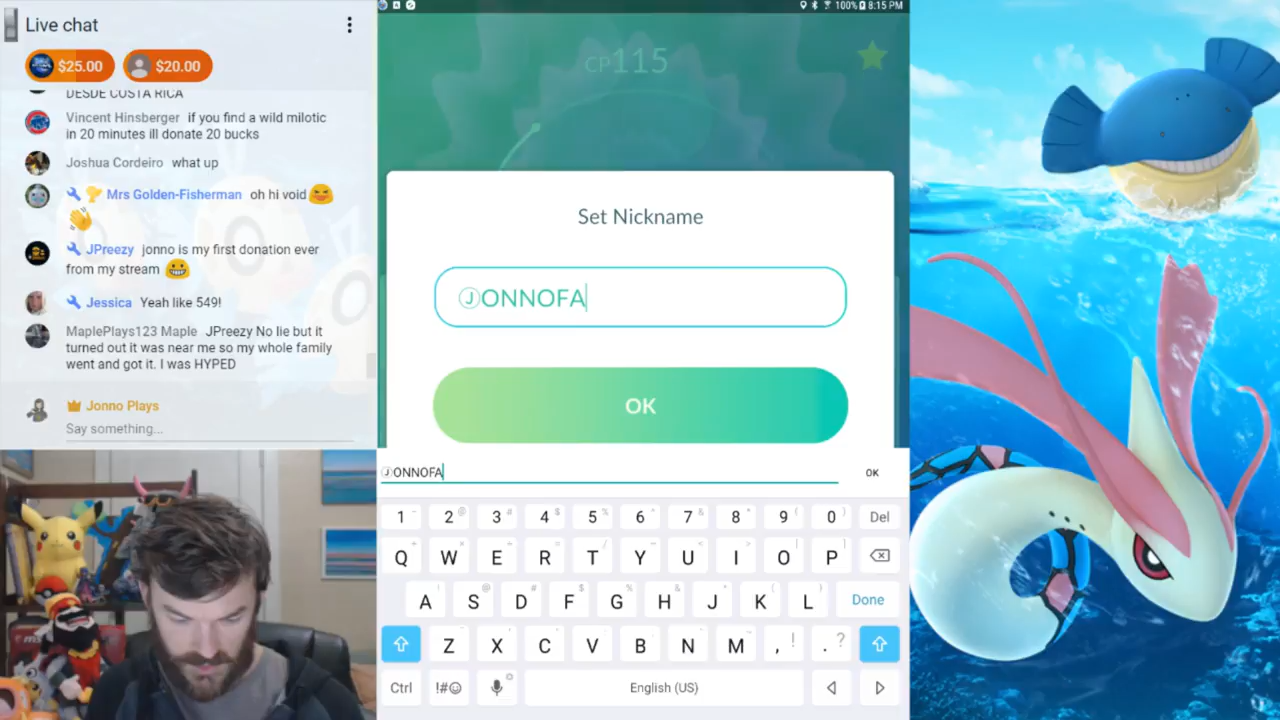 Live chat
$25.00
$20.00
DESDE COSTA RICA
Vincent Hinsberger if you find a wild milotic
in 20 minutes ill donate 20 bucks
Joshua Cordeiro what up
Mrs Golden-Fisherman oh hi void
JPreezy jonno is my first donation ever
from my stream
Jessica Yeah like 549!
MaplePlays123 Maple JPreezy No lie but it
turned out it was near me so my whole family
went and got it. I was HYPED
Jonno Plays
Say something...
100% 8:15 PM
CP115
Set Nickname
ⒿONNOFA
OK
ⒿONNOFA
OK
1 2 3 4 5 6 7 8 9 0 Del
Q W E R T Y U I O P
A S D F G H J K L Done
Z X C V B N M , ! . ?
Ctrl !#☺ English (US)